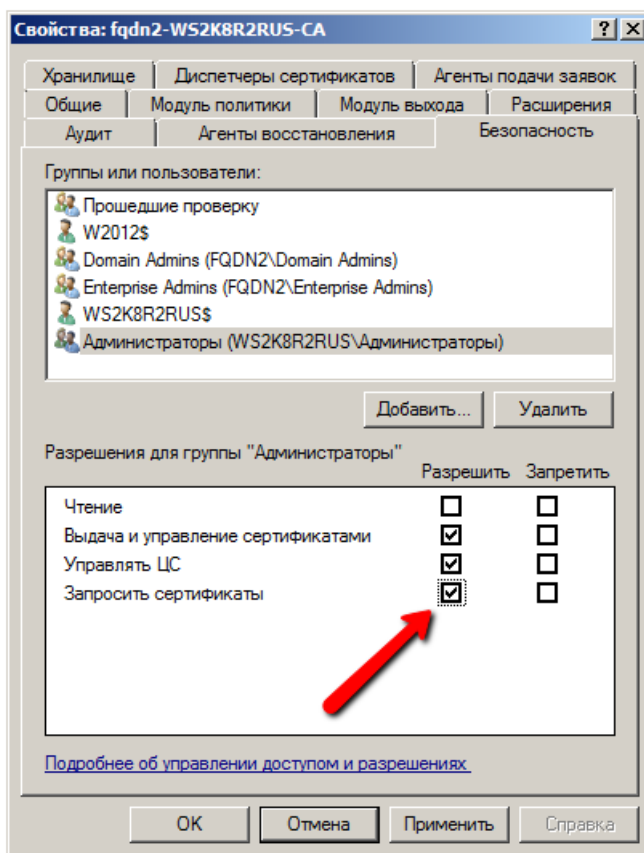 Свойства: fqdn2-WS2K8R2RUS-CA
Хранилище Диспетчеры сертификатов Агенты подачи заявок
Общие Модуль политики Модуль выхода Расширения
Аудит Агенты восстановления Безопасность
Группы или пользователи:
Прошедшие проверку
W2012$
Domain Admins (FQDN2\Domain Admins)
Enterprise Admins (FQDN2\Enterprise Admins)
WS2K8R2RUS$
Администраторы (WS2K8R2RUS\Администраторы)
Добавить... Удалить
Разрешения для группы "Администраторы"
Разрешить Запретить
Чтение
Выдача и управление сертификатами
Управлять ЦС
Запросить сертификаты
Подробнее об управлении доступом и разрешениях
OK Отмена Применить Справка